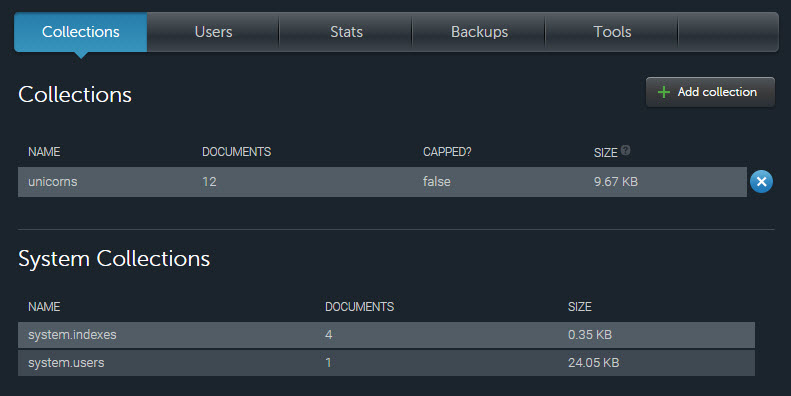 Collections Users Stats Backups Tools
Collections
+ Add collection
NAME DOCUMENTS CAPPED? SIZE ?
unicorns 12 false 9.67 KB
System Collections
NAME DOCUMENTS SIZE
system.indexes 4 0.35 KB
system.users 1 24.05 KB